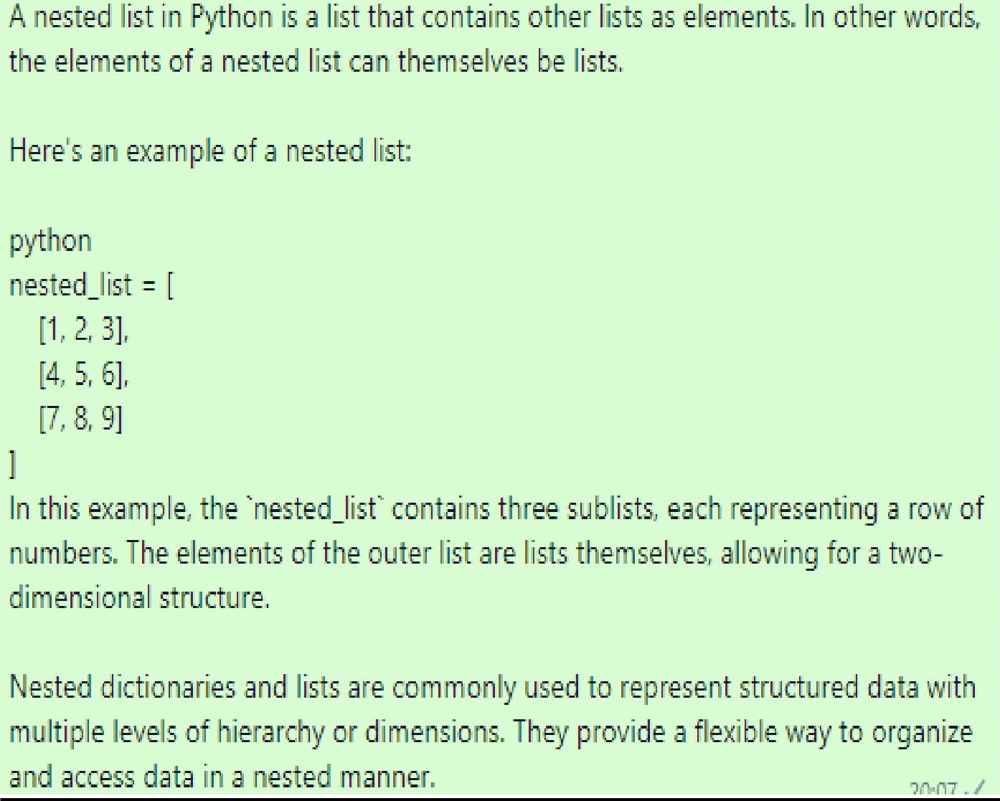 A nested list in Python is a list that contains other lists as elements. In other words,
the elements of a nested list can themselves be lists.
Here's an example of a nested list:
python
nested_list = [
[1, 2, 3],
[4, 5, 6],
[7, 8, 9]
]
In this example, the `nested_list` contains three sublists, each representing a row of
numbers. The elements of the outer list are lists themselves, allowing for a two-
dimensional structure.
Nested dictionaries and lists are commonly used to represent structured data with
multiple levels of hierarchy or dimensions. They provide a flexible way to organize
and access data in a nested manner.
20:07